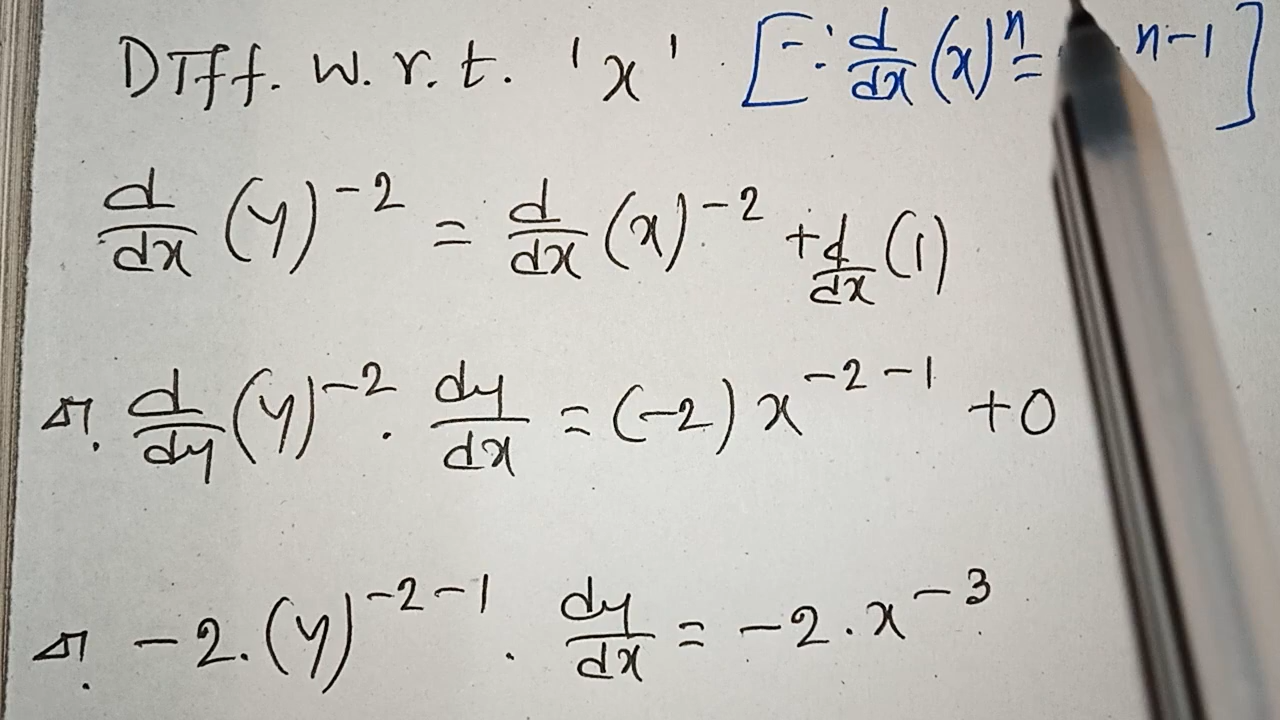 Diff. w.r.t. 'x' [∵ d/dx (x)^n = n-1]
d/dx (y)^-2 = d/dx (x)^-2 + d/dx (1)
বা. d/dy (y)^-2 . dy/dx = (-2) x^-2-1 + 0
বা. -2.(y)^-2-1 . dy/dx = -2.x^-3